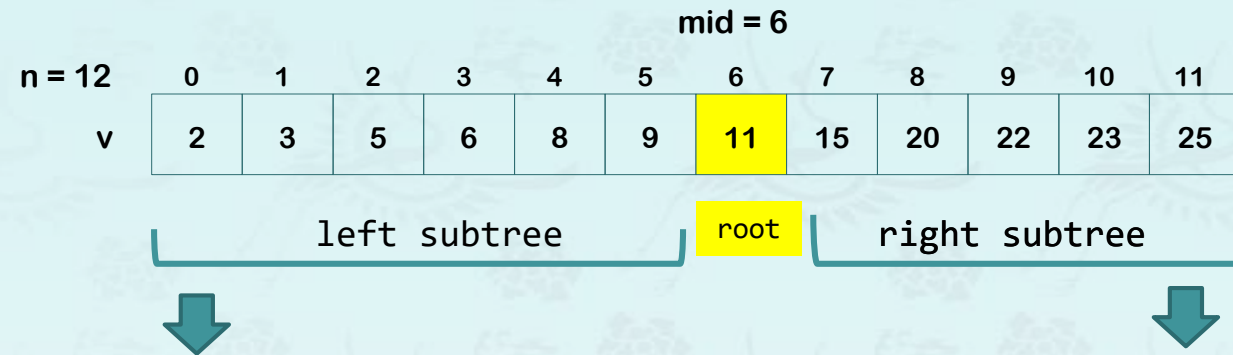 mid = 6
n = 12 0 1 2 3 4 5 6 7 8 9 10 11
v 2 3 5 6 8 9 11 15 20 22 23 25
left subtree root right subtree